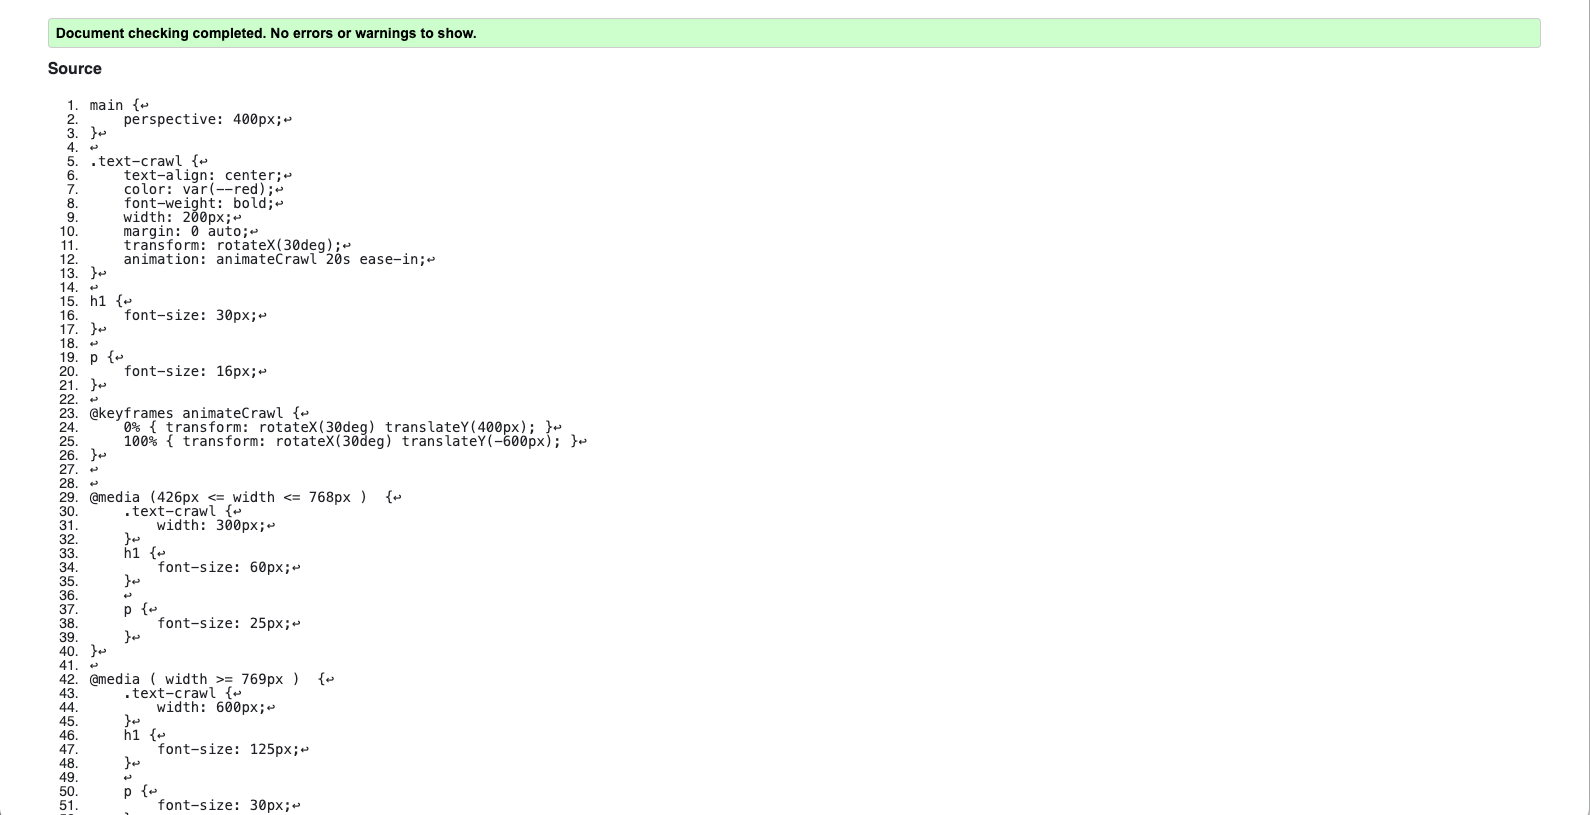 Document checking completed. No errors or warnings to show.
Source
1. main {↩
2.     perspective: 400px;↩
3. }↩
4. ↩
5. .text-crawl {↩
6.     text-align: center;↩
7.     color: var(--red);↩
8.     font-weight: bold;↩
9.     width: 200px;↩
10.     margin: 0 auto;↩
11.     transform: rotateX(30deg);↩
12.     animation: animateCrawl 20s ease-in;↩
13. }↩
14. ↩
15. h1 {↩
16.     font-size: 30px;↩
17. }↩
18. ↩
19. p {↩
20.     font-size: 16px;↩
21. }↩
22. ↩
23. @keyframes animateCrawl {↩
24.     0% { transform: rotateX(30deg) translateY(400px); }↩
25.     100% { transform: rotateX(30deg) translateY(-600px); }↩
26. }↩
27. ↩
28. ↩
29. @media (426px <= width <= 768px )  {↩
30.     .text-crawl {↩
31.         width: 300px;↩
32.     }↩
33.     h1 {↩
34.         font-size: 60px;↩
35.     }↩
36.     ↩
37.     p {↩
38.         font-size: 25px;↩
39.     }↩
40. }↩
41. ↩
42. @media ( width >= 769px )  {↩
43.     .text-crawl {↩
44.         width: 600px;↩
45.     }↩
46.     h1 {↩
47.         font-size: 125px;↩
48.     }↩
49.     ↩
50.     p {↩
51.         font-size: 30px;↩